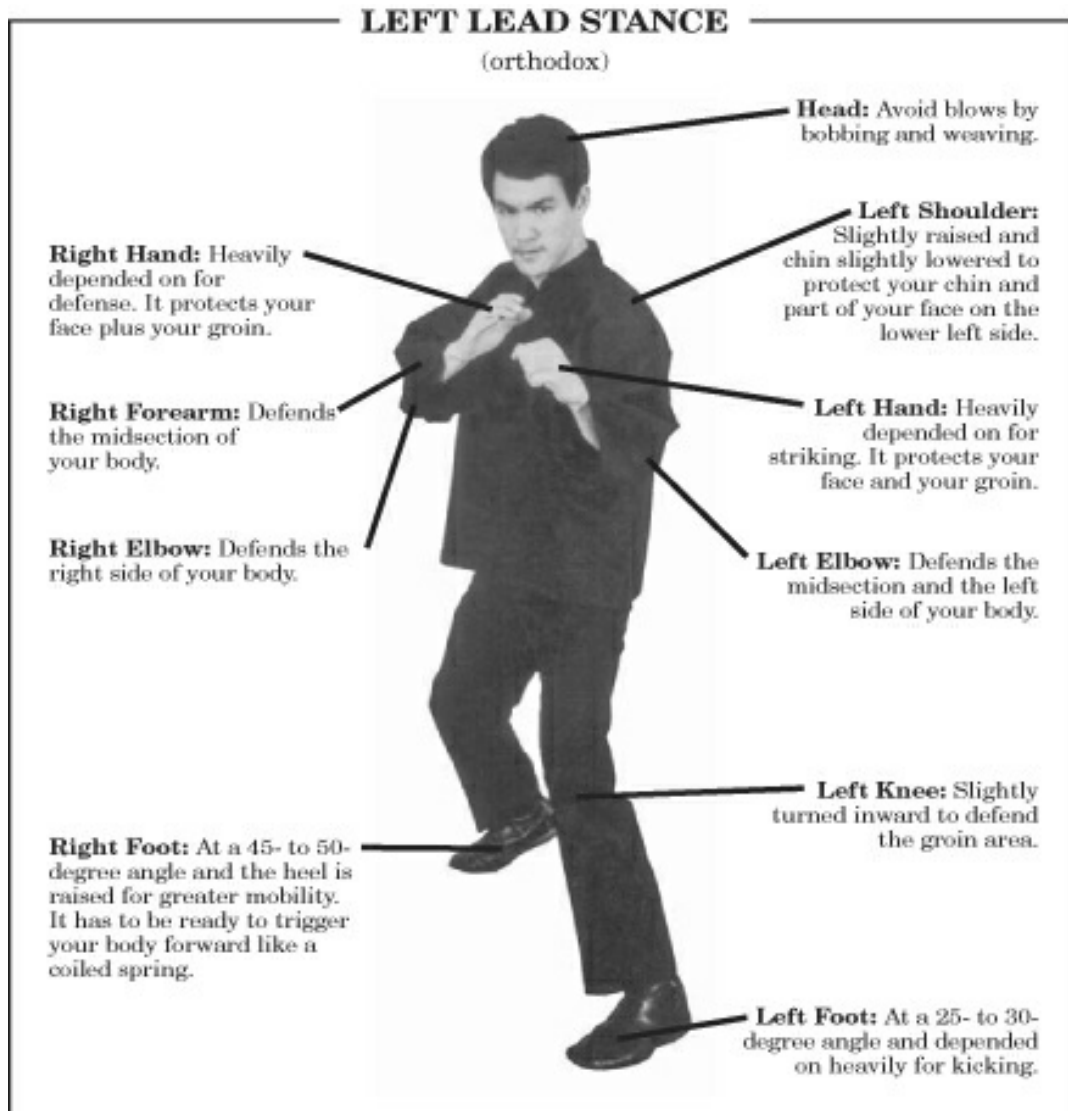 LEFT LEAD STANCE
(orthodox)
Head: Avoid blows by
bobbing and weaving.
Left Shoulder:
Slightly raised and
chin slightly lowered to
protect your chin and
part of your face on the
lower left side.
Right Hand: Heavily
depended on for
defense. It protects your
face plus your groin.
Right Forearm: Defends
the midsection of
your body.
Left Hand: Heavily
depended on for
striking. It protects your
face and your groin.
Right Elbow: Defends the
right side of your body.
Left Elbow: Defends the
midsection and the left
side of your body.
Left Knee: Slightly
turned inward to defend
the groin area.
Right Foot: At a 45- to 50-
degree angle and the heel is
raised for greater mobility.
It has to be ready to trigger
your body forward like a
coiled spring.
Left Foot: At a 25- to 30-
degree angle and depended
on heavily for kicking.